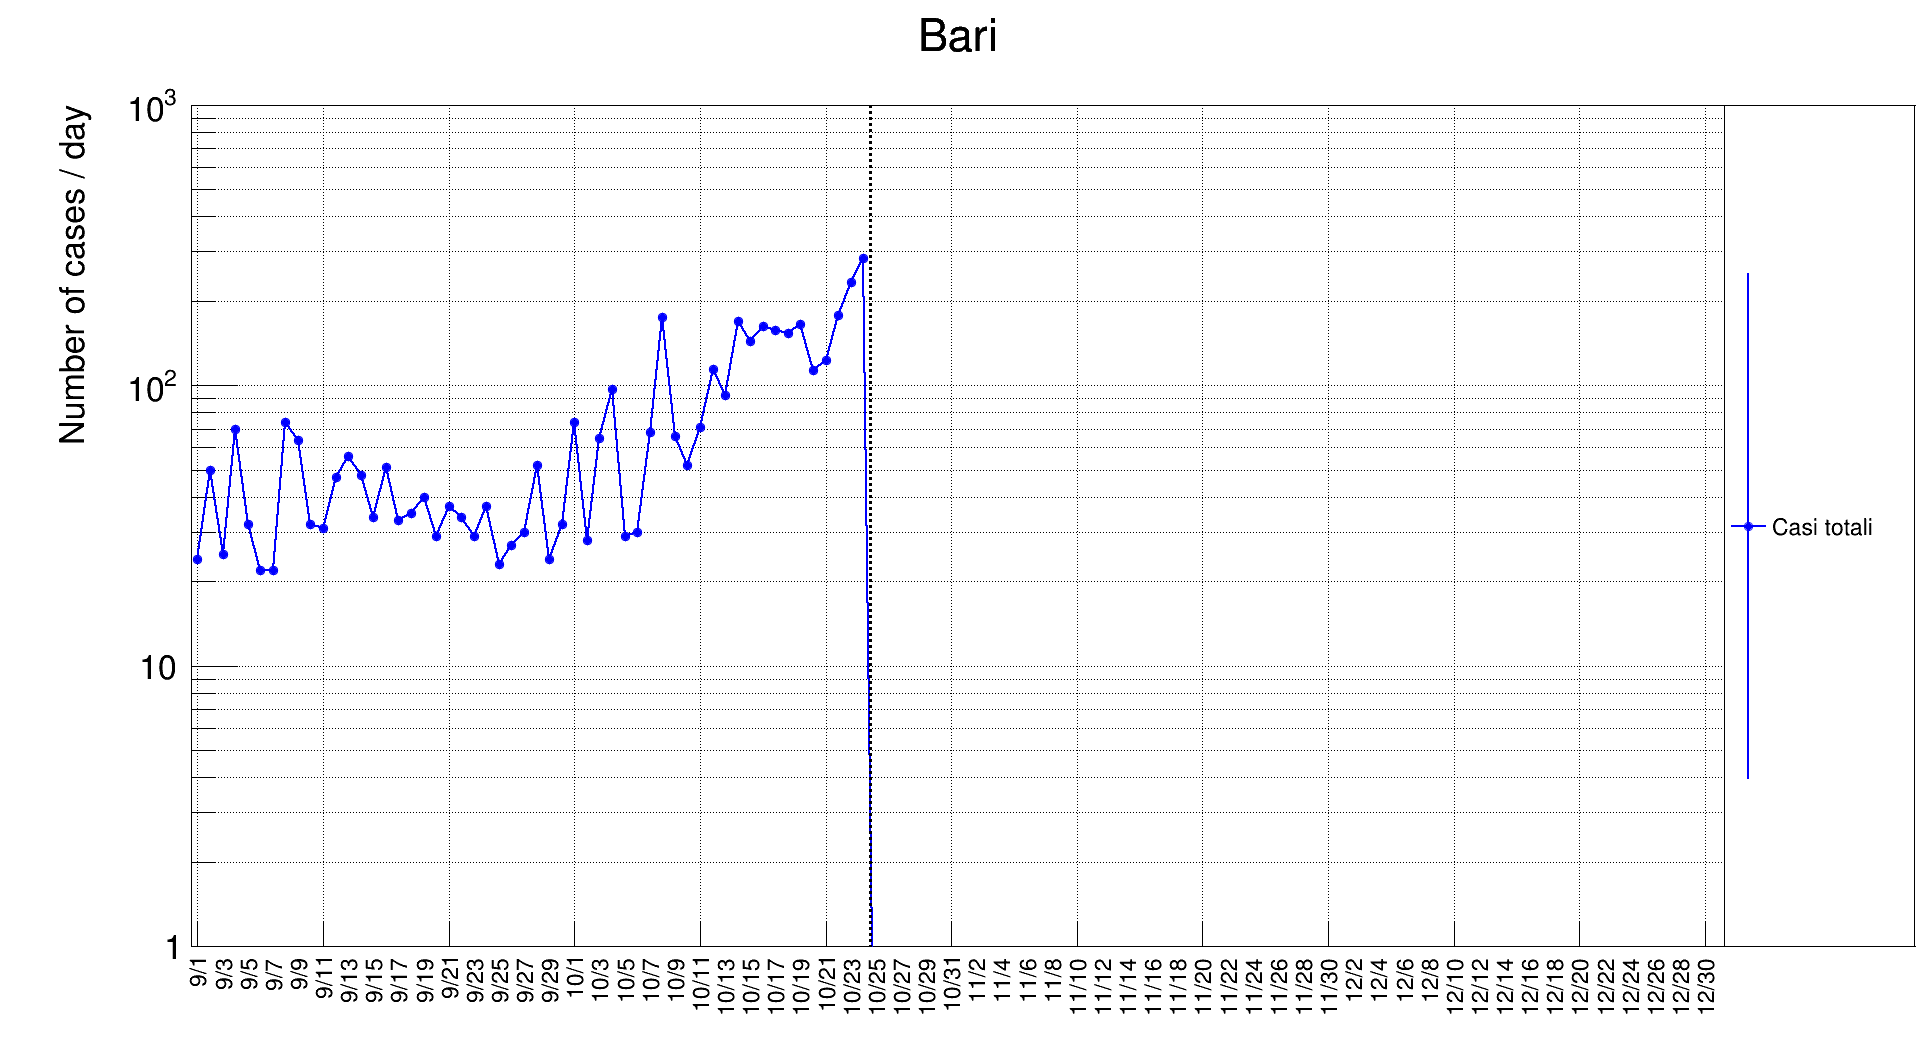 Bari
Number of cases / day
10³
10²
10
1
9/1 9/3 9/5 9/7 9/9 9/11 9/13 9/15 9/17 9/19 9/21 9/23 9/25 9/27 9/29 10/1 10/3 10/5 10/7 10/9 10/11 10/13 10/15 10/17 10/19 10/21 10/23 10/25 10/27 10/29 10/31 11/2 11/4 11/6 11/8 11/10 11/12 11/14 11/16 11/18 11/20 11/22 11/24 11/26 11/28 11/30 12/2 12/4 12/6 12/8 12/10 12/12 12/14 12/16 12/18 12/20 12/22 12/24 12/26 12/28 12/30
Casi totali